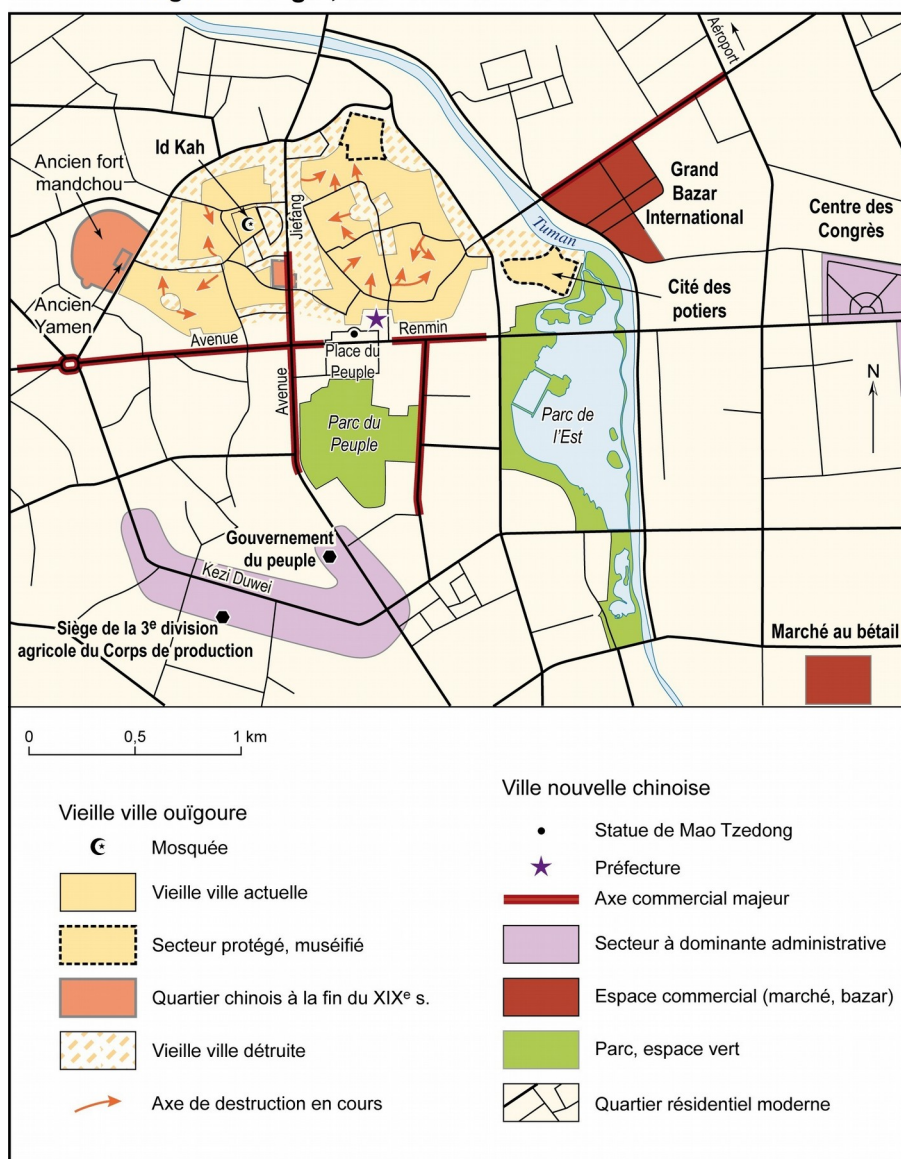 Aéroport
Id Kah
Ancien fort
mandchou
Jiefang
Grand
Bazar
International
Centre des
Congrès
Tuman
Ancien
Yamen
Cité des
potiers
Avenue
Renmin
Place du
Peuple
Avenue
N
Parc du
Peuple
Parc de
l'Est
Gouvernement
du peuple
Kezi Duwei
Siège de la 3e division
agricole du Corps de production
Marché au bétail
0 0,5 1 km
Vieille ville ouïgoure
Mosquée
Vieille ville actuelle
Secteur protégé, muséifié
Quartier chinois à la fin du XIXe s.
Vieille ville détruite
Axe de destruction en cours
Ville nouvelle chinoise
Statue de Mao Tzedong
Préfecture
Axe commercial majeur
Secteur à dominante administrative
Espace commercial (marché, bazar)
Parc, espace vert
Quartier résidentiel moderne